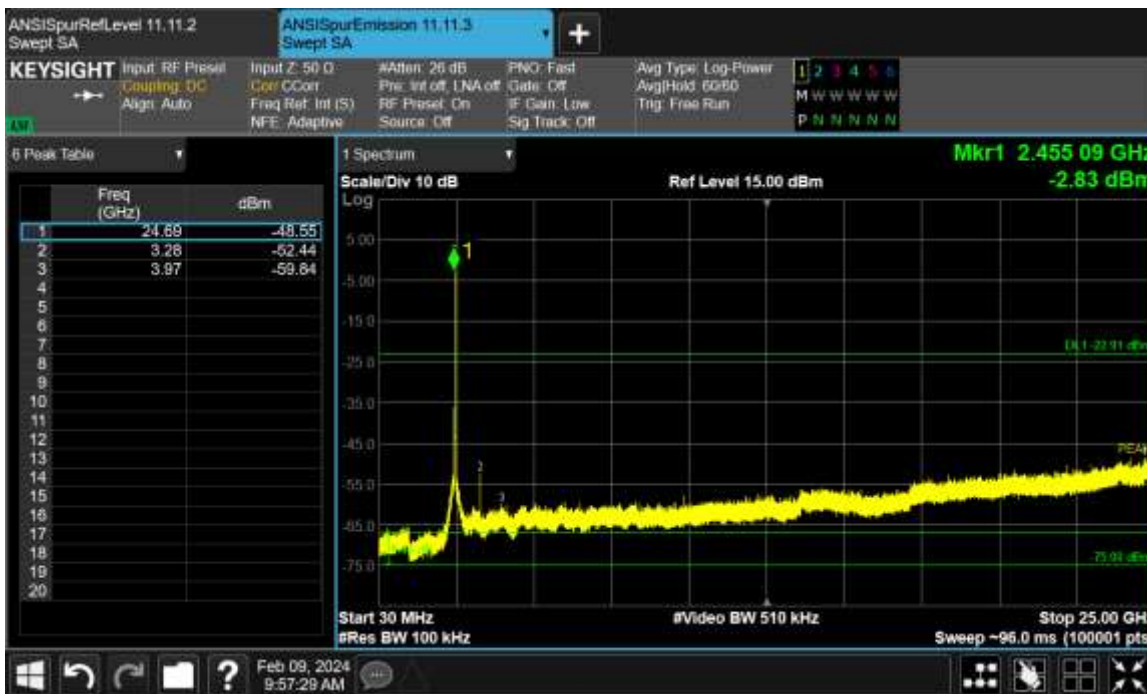 ANSISpurRefLevel 11.11.2
Swept SA
ANSISpurEmission 11.11.3
Swept SA
KEYSIGHT
Input: RF Presel
Coupling: DC
Align: Auto
Input Z: 50 Ω
Corr CCorr
Freq Ref: Int (S)
NFE: Adaptive
#Atten: 26 dB
Pre: Int off, LNA off
RF Presel: On
Source: Off
PNO: Fast
Gate: Off
IF Gain: Low
Sig Track: Off
Avg Type: Log-Power
Avg|Hold: 60/60
Trig: Free Run
1 2 3 4 5 6
M W W W W W
P N N N N N
6 Peak Table
Freq
(GHz)
dBm
1 24.69 -48.55
2 3.28 -52.44
3 3.97 -59.84
4
5
6
7
8
9
10
11
12
13
14
15
16
17
18
19
20
1 Spectrum
Mkr1 2.455 09 GHz
Scale/Div 10 dB
Ref Level 15.00 dBm
-2.83 dBm
Log
5.00
1
-5.00
-15.0
DL1 -22.91 dBm
-25.0
-35.0
-45.0
PEAK
2
-55.0
3
-65.0
-75.0
Start 30 MHz
#Video BW 510 kHz
Stop 25.00 GH
#Res BW 100 kHz
Sweep ~96.0 ms (100001 pts
Feb 09, 2024
9:57:29 AM